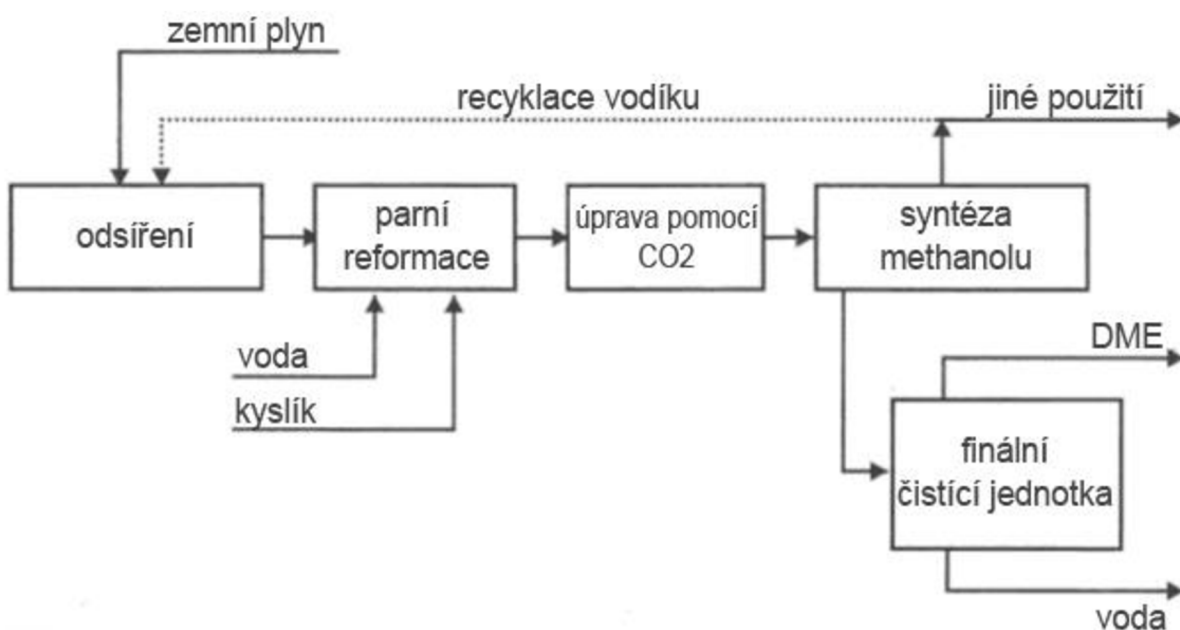 zemní plyn
recyklace vodíku
jiné použití
odsíření
parní
reformace
úprava pomocí
CO2
syntéza
methanolu
voda
kyslík
DME
finální
čistící jednotka
voda